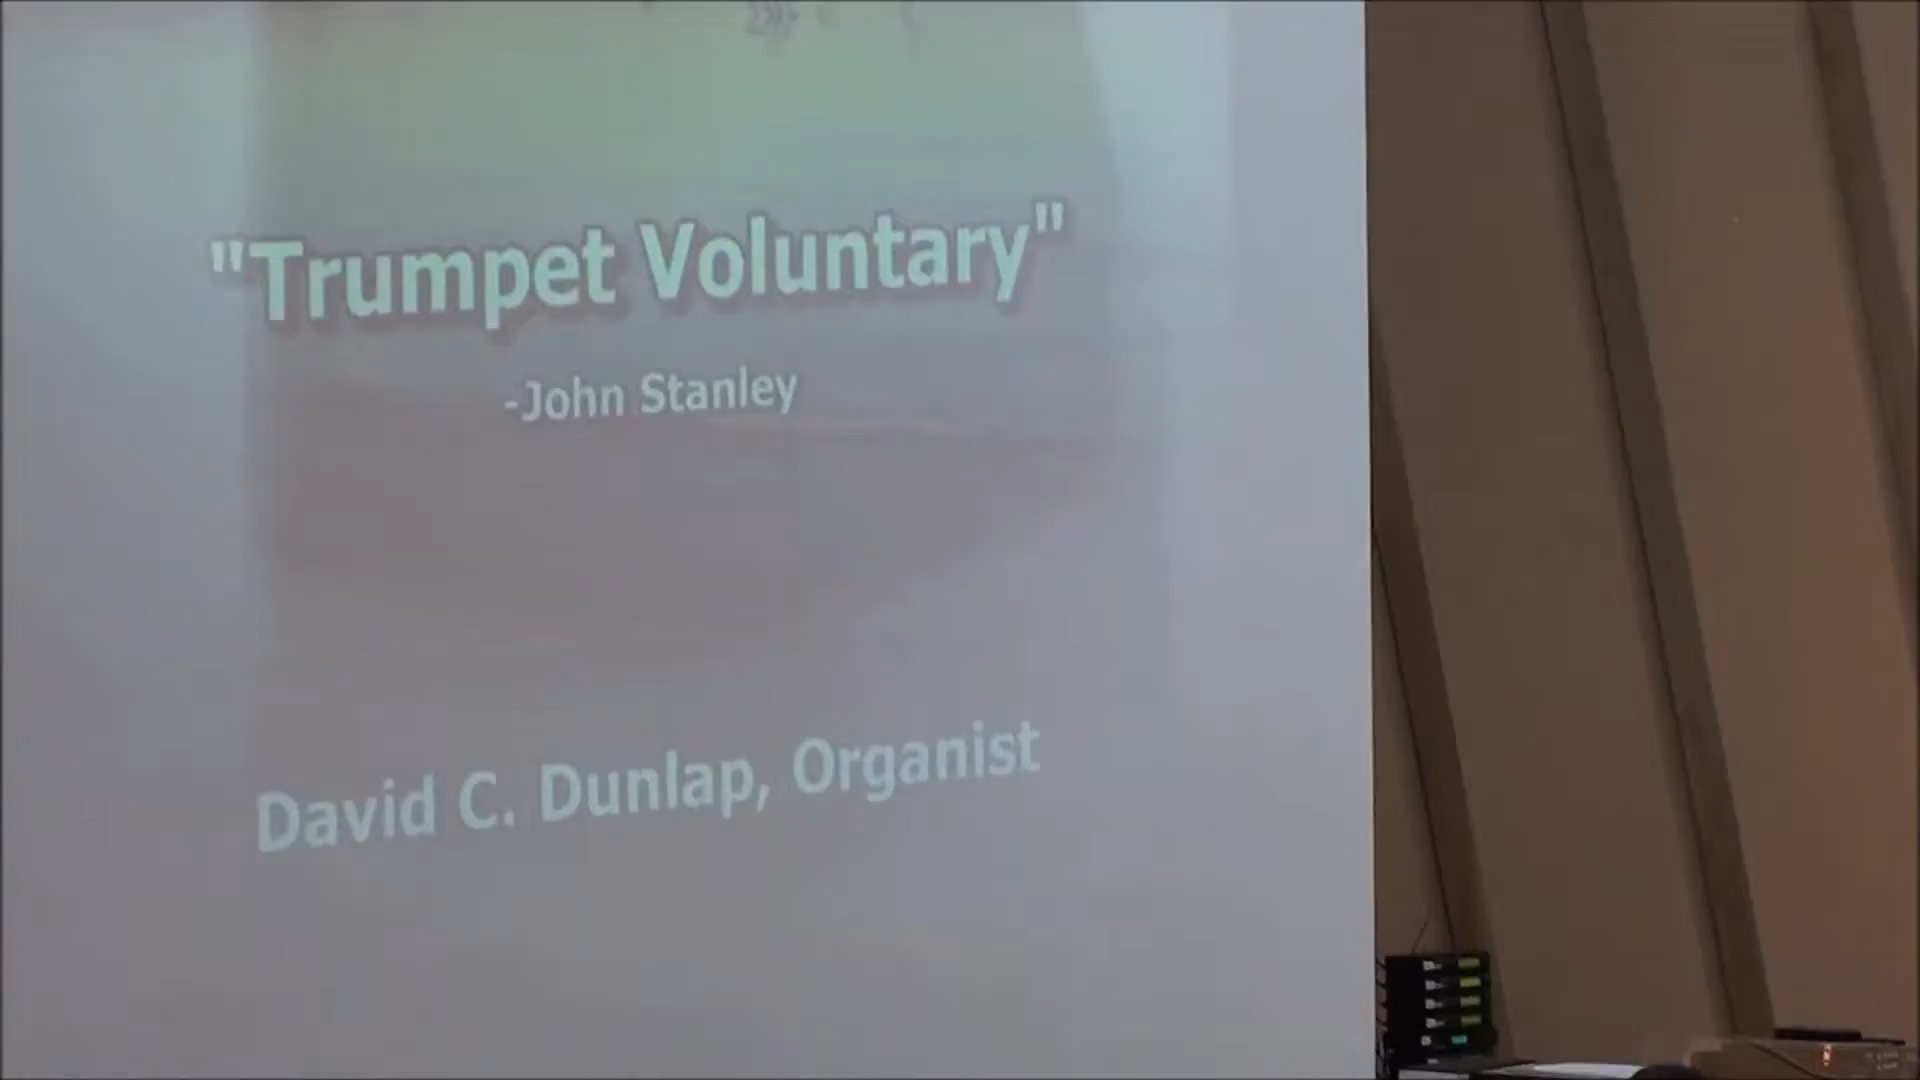 "Trumpet Voluntary"
-John Stanley
David C. Dunlap, Organist